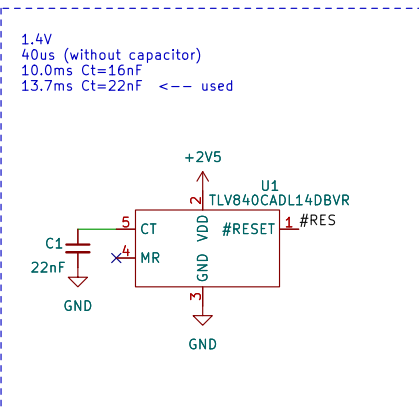 1.4V
40us (without capacitor)
10.0ms Ct=16nF
13.7ms Ct=22nF <-- used
+2V5
U1
TLV840CADL14DBVR
2
VDD
5
CT
#RESET
1
#RES
C1
4
MR
22nF
GND
3
GND
GND